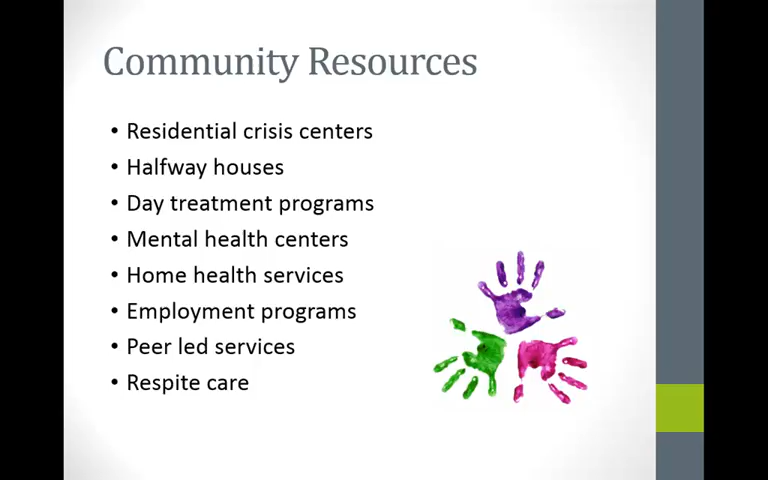 Community Resources
• Residential crisis centers
• Halfway houses
• Day treatment programs
• Mental health centers
• Home health services
• Employment programs
• Peer led services
• Respite care